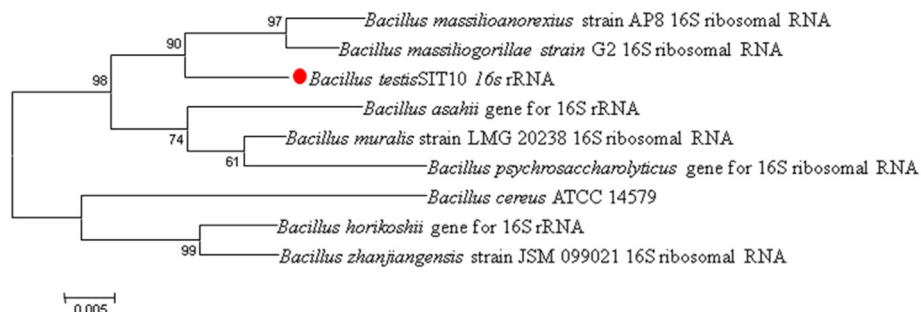 97
Bacillus massilioanorexius strain AP8 16S ribosomal RNA
90
Bacillus massiliogorillae strain G2 16S ribosomal RNA
98
Bacillus testisSIT10 16s rRNA
Bacillus asahii gene for 16S rRNA
74
Bacillus muralis strain LMG 20238 16S ribosomal RNA
61
Bacillus psychrosaccharolyticus gene for 16S ribosomal RNA
Bacillus cereus ATCC 14579
Bacillus horikoshii gene for 16S rRNA
99
Bacillus zhanjiangensis strain JSM 099021 16S ribosomal RNA
0.005